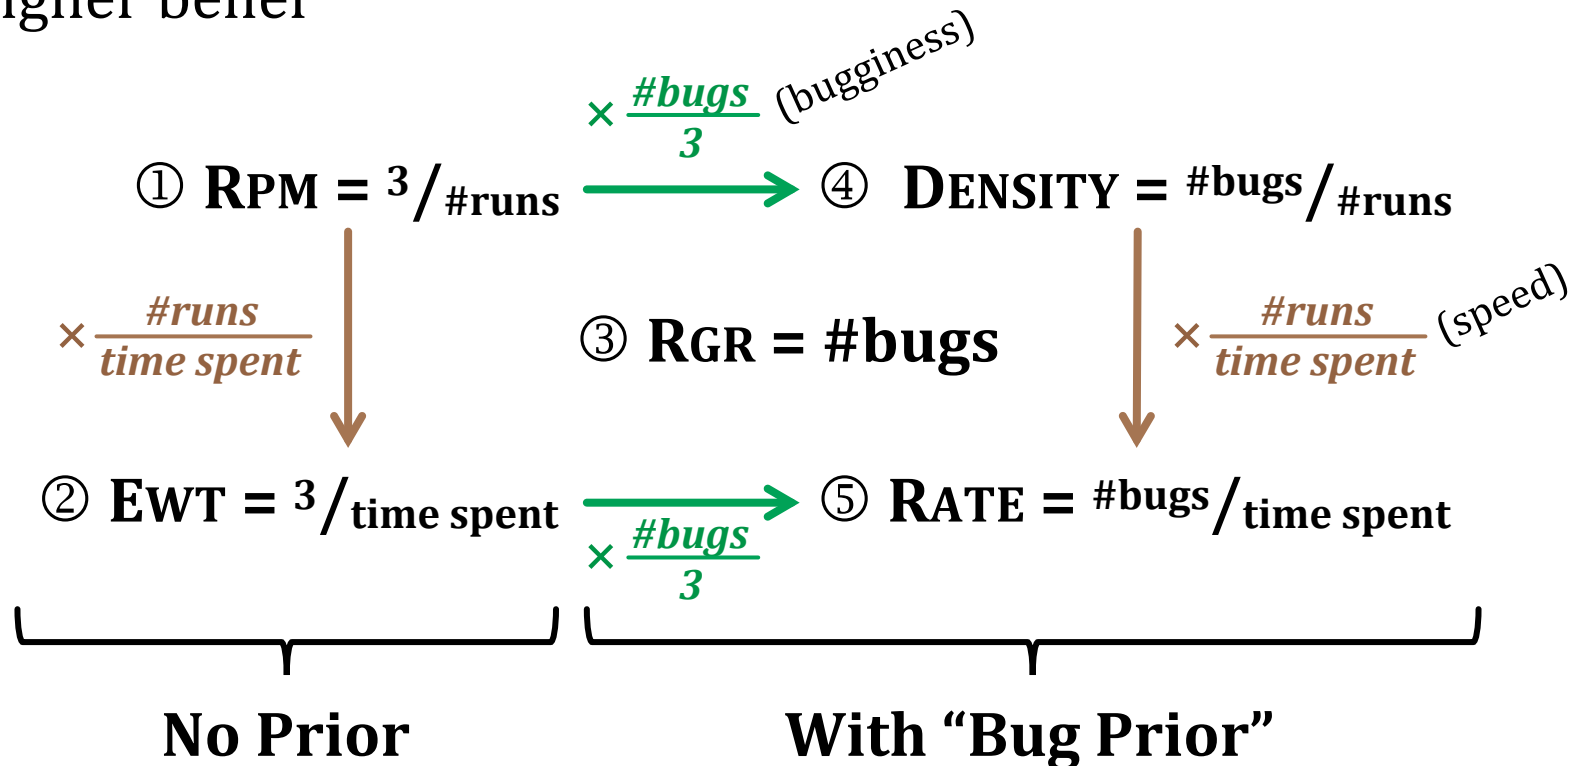 × #bugs / 3 (bugginess)
① RPM = 3/#runs
④ DENSITY = #bugs/#runs
× #runs / time spent
③ RGR = #bugs
× #runs / time spent (speed)
② EWT = 3/time spent
⑤ RATE = #bugs/time spent
× #bugs / 3
No Prior
With “Bug Prior”